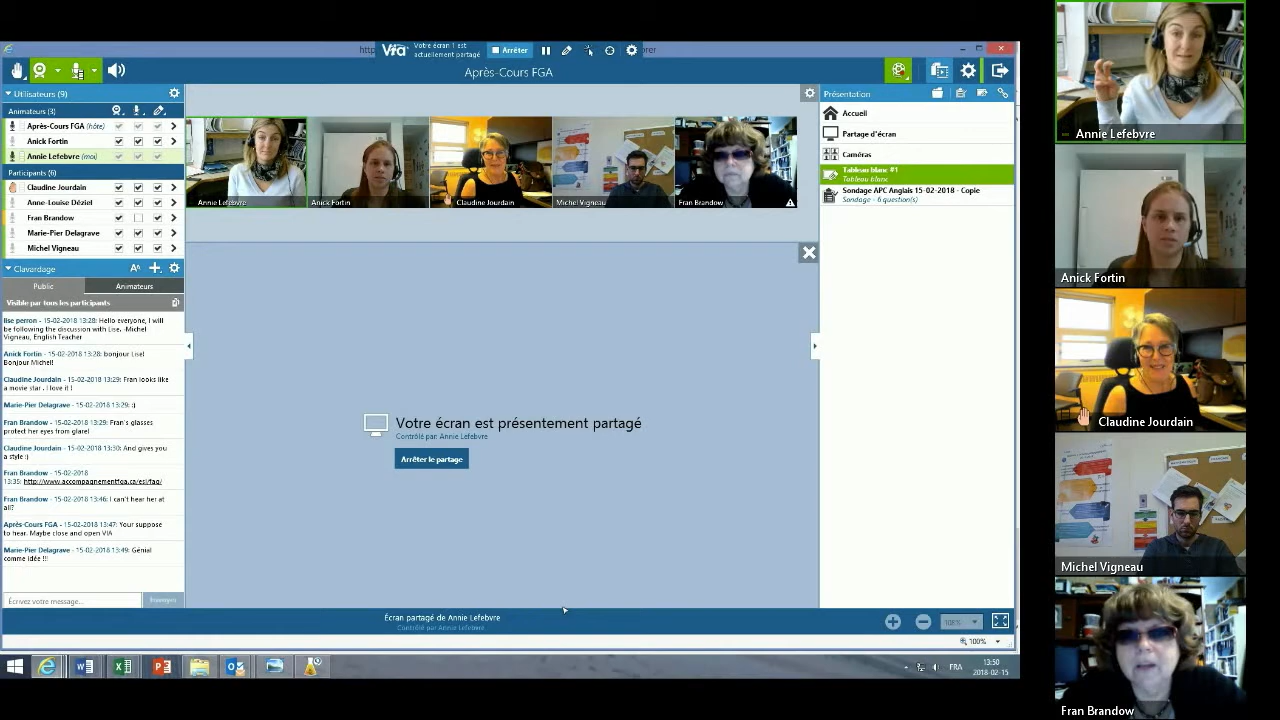 Via
Votre écran 1 est
actuellement partagé
Arrêter
Après-Cours FGA
Utilisateurs (9)
Animateurs (3)
Après-Cours FGA (hôte)
Anick Fortin
Annie Lefebvre (moi)
Participants (6)
Claudine Jourdain
Anne-Louise Déziel
Fran Brandow
Marie-Pier Delagrave
Michel Vigneau
Clavardage
Public
Animateurs
Visible par tous les participants
lise perron - 15-02-2018 13:28: Hello everyone, I will
be following the discussion with Lise. -Michel
Vigneau, English Teacher
Anick Fortin - 15-02-2018 13:28: bonjour Lise!
Bonjour Michel!
Claudine Jourdain - 15-02-2018 13:29: Fran looks like
a movie star . I love it !
Marie-Pier Delagrave - 15-02-2018 13:29: :)
Fran Brandow - 15-02-2018 13:29: Fran's glasses
protect her eyes from glare!
Claudine Jourdain - 15-02-2018 13:30: And gives you
a style :)
Fran Brandow - 15-02-2018
13:35: http://www.accompagnementfga.ca/esl/faq/
Fran Brandow - 15-02-2018 13:46: I can't hear her at
all?
Après-Cours FGA - 15-02-2018 13:47: Your suppose
to hear. Maybe close and open VIA
Marie-Pier Delagrave - 15-02-2018 13:49: Génial
comme idée !!!
Écrivez votre message...
Envoyer
Annie Lefebvre
Anick Fortin
Claudine Jourdain
Michel Vigneau
Fran Brandow
Votre écran est présentement partagé
Contrôlé par Annie Lefebvre
Arrêter le partage
Écran partagé de Annie Lefebvre
Contrôlé par Annie Lefebvre
Présentation
Accueil
Partage d'écran
Caméras
Tableau blanc #1
Tableau blanc
Sondage APC Anglais 15-02-2018 - Copie
Sondage - 6 question(s)
108%
100%
FRA
13:50
2018-02-15
Annie Lefebvre
Anick Fortin
Claudine Jourdain
Michel Vigneau
Fran Brandow